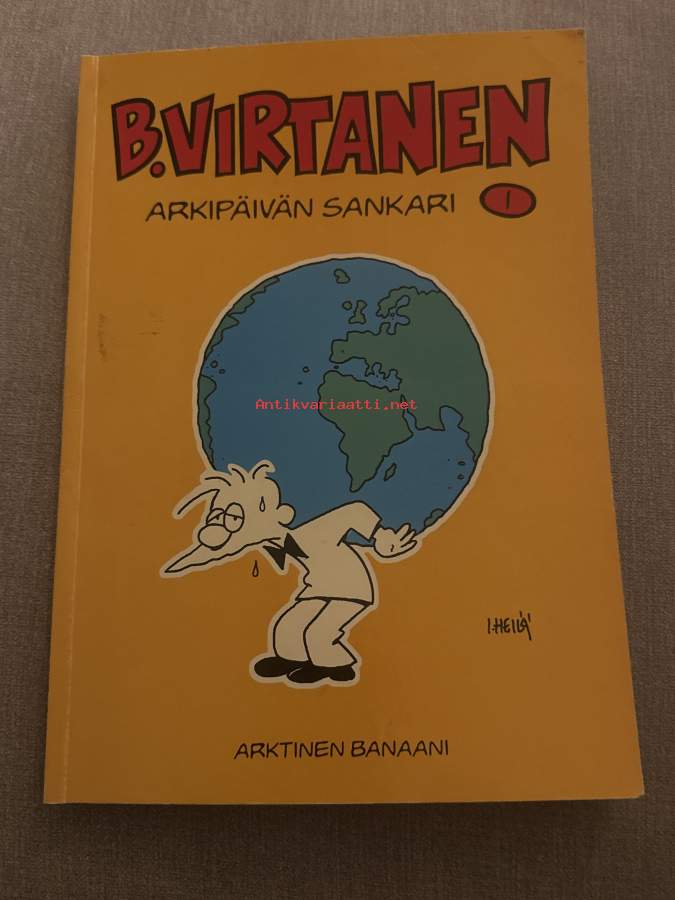 B.VIRTANEN
ARKIPÄIVÄN SANKARI 1
Antikvariaatti.net
I.HEILÄ
ARKTINEN BANAANI